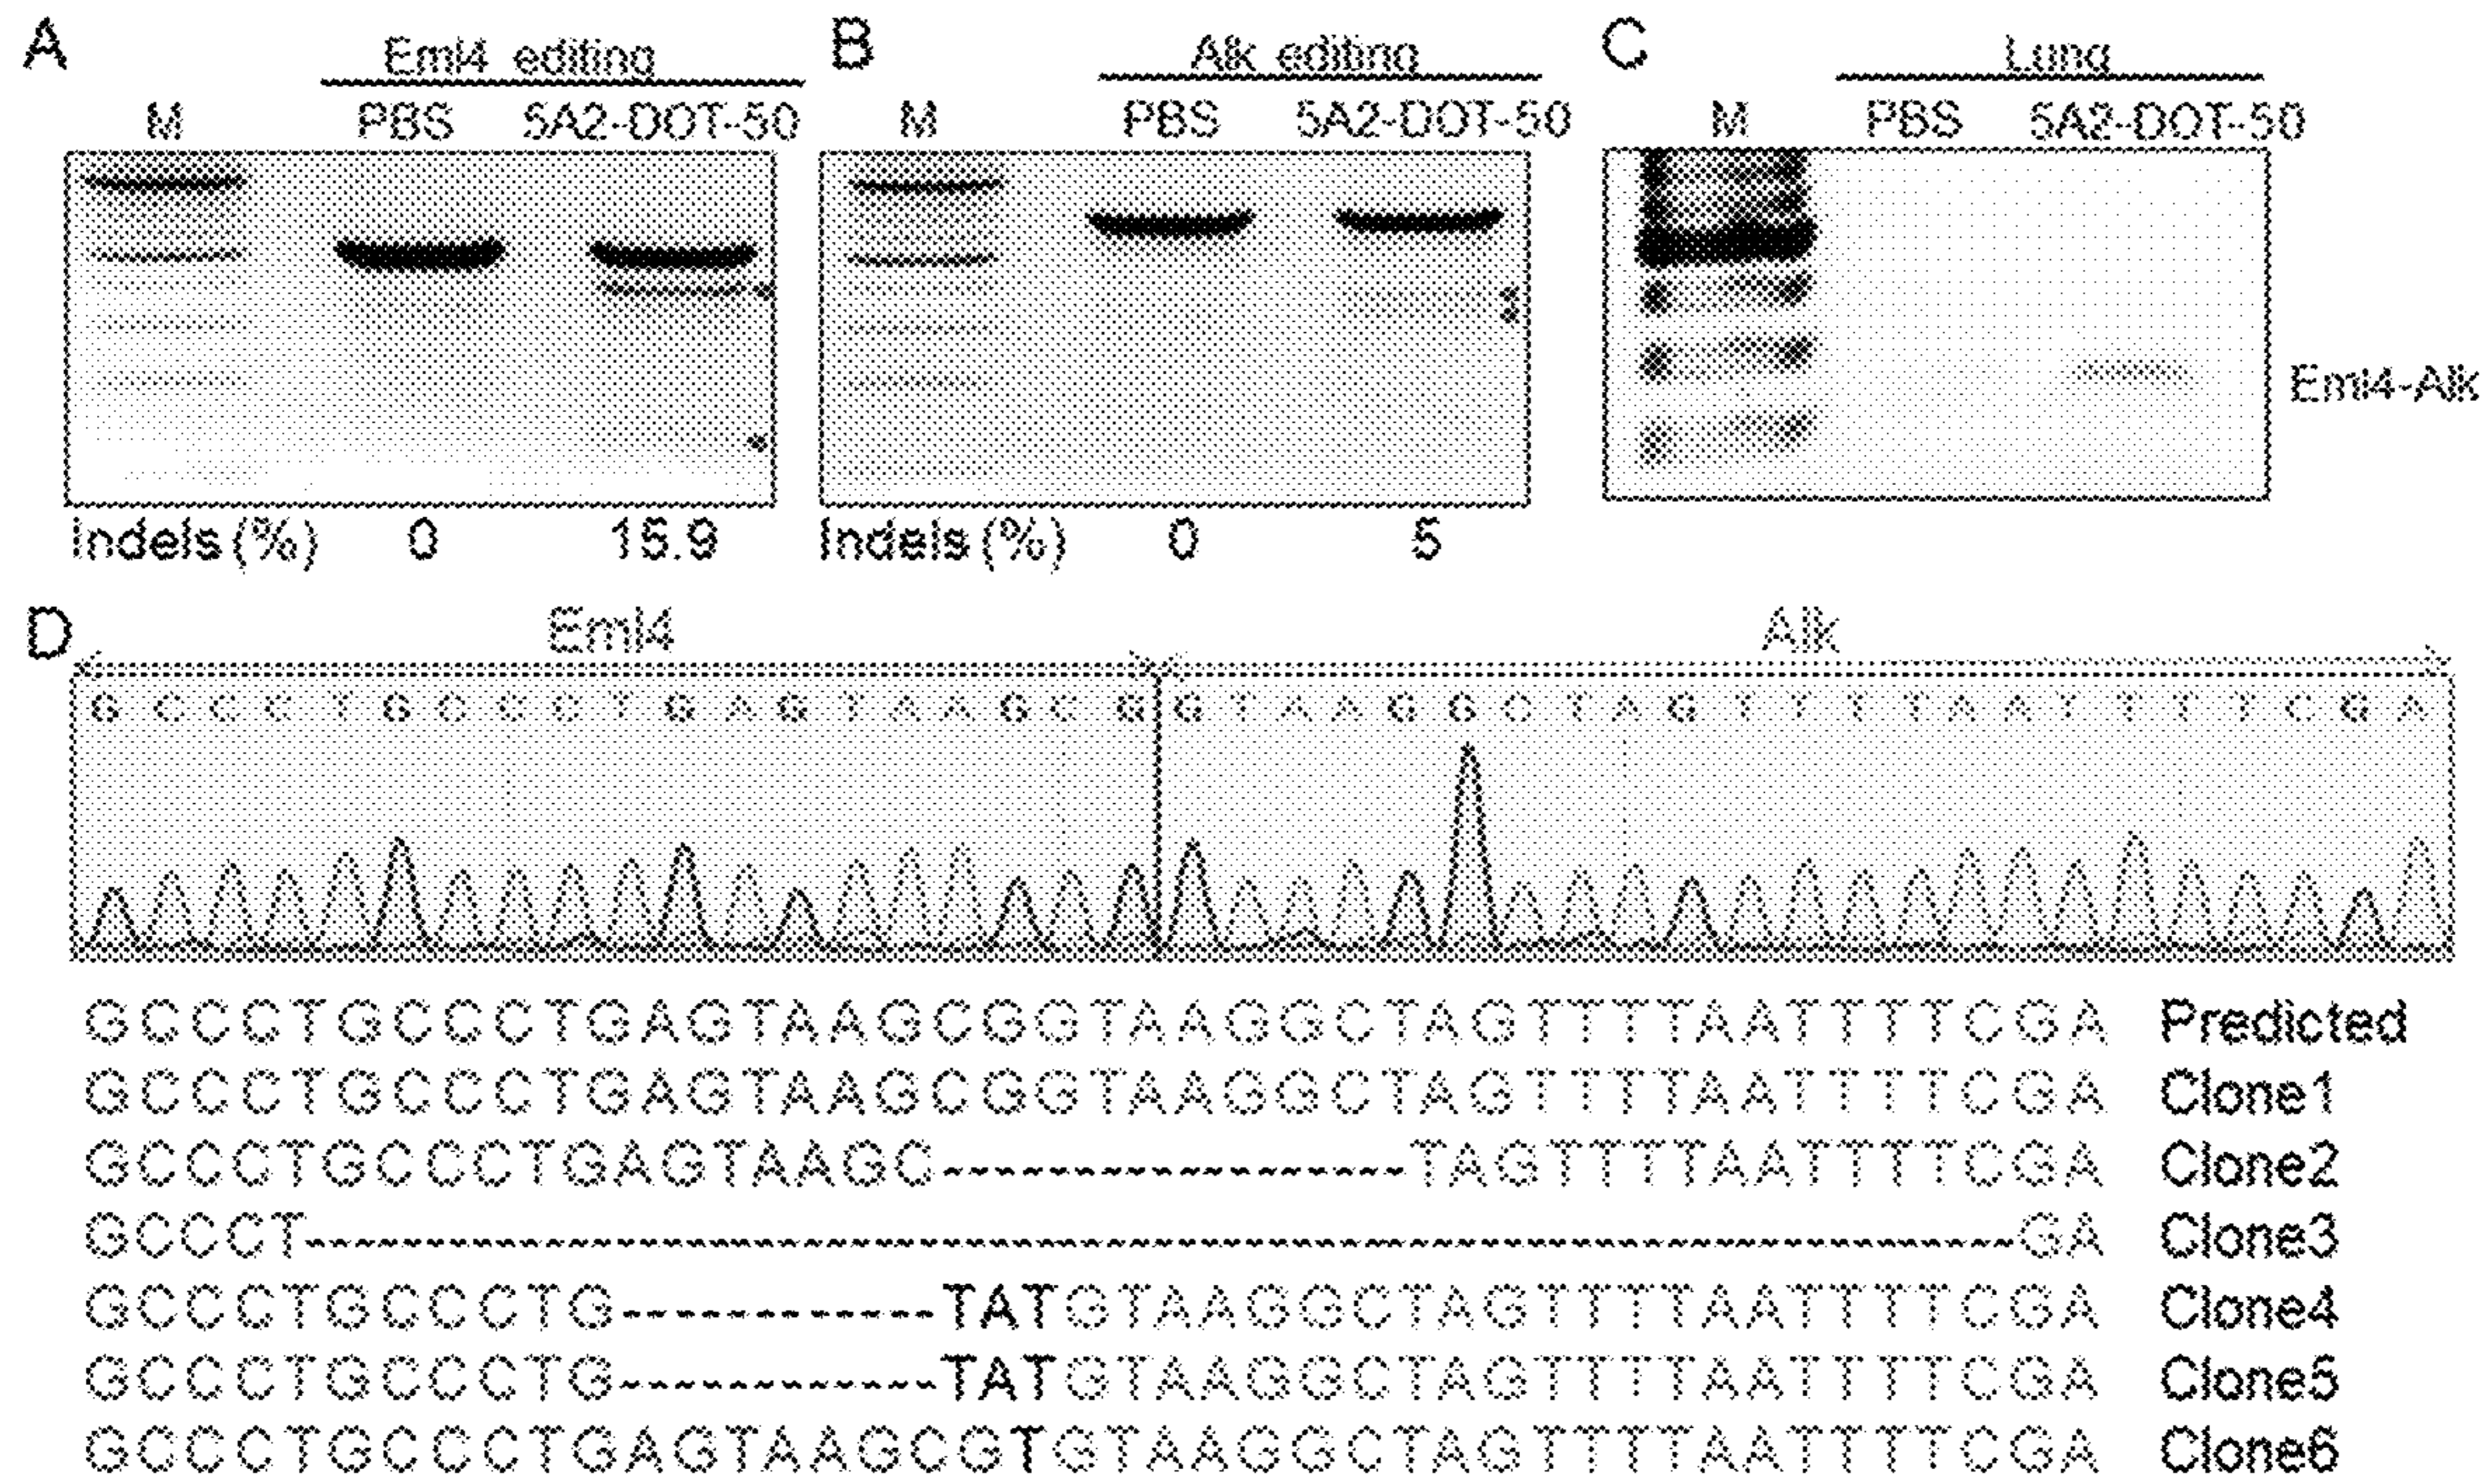 A
Eml4 editing
M PBS 5A2-DOT-50
Indels (%) 0 15.9
B
Alk editing
M PBS 5A2-DOT-50
Indels (%) 0 5
C
Lung
M PBS 5A2-DOT-50
Eml4-Alk
D
Eml4 Alk
G C C C T G C C C T G A G T A A G C G G T A A G G C T A G T T T T A A T T T T C G A
GCCCTGCCCTGAGTAAGCGGTAAGGCTAGTTTTAATTTTCGA Predicted
GCCCTGCCCTGAGTAAGCGGTAAGGCTAGTTTTAATTTTCGA Clone1
GCCCTGCCCTGAGTAAGC-------------------TAGTTTTAATTTTCGA Clone2
GCCCT-----------------------------------------------------------------------GA Clone3
GCCCTGCCCTG-------------TATGTAAGGCTAGTTTTAATTTTCGA Clone4
GCCCTGCCCTG-------------TATGTAAGGCTAGTTTTAATTTTCGA Clone5
GCCCTGCCCTGAGTAAGCGTGTAAGGCTAGTTTTAATTTTCGA Clone6